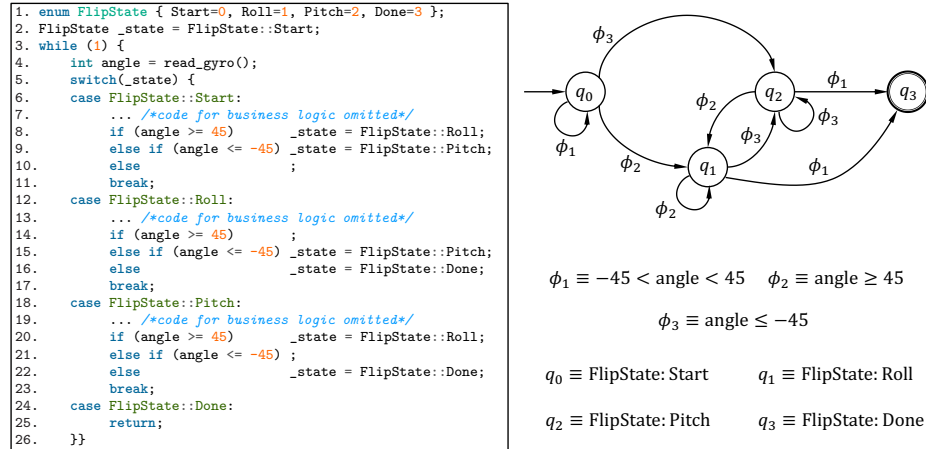 1. enum FlipState { Start=0, Roll=1, Pitch=2, Done=3 };
2. FlipState _state = FlipState::Start;
3. while (1) {
4.     int angle = read_gyro();
5.     switch(_state) {
6.     case FlipState::Start:
7.          ... /*code for business logic omitted*/
8.          if (angle >= 45)       _state = FlipState::Roll;
9.          else if (angle <= -45) _state = FlipState::Pitch;
10.         else                   ;
11.         break;
12.    case FlipState::Roll:
13.         ... /*code for business logic omitted*/
14.         if (angle >= 45)       ;
15.         else if (angle <= -45) _state = FlipState::Pitch;
16.         else                   _state = FlipState::Done;
17.         break;
18.    case FlipState::Pitch:
19.         ... /*code for business logic omitted*/
20.         if (angle >= 45)       _state = FlipState::Roll;
21.         else if (angle <= -45) ;
22.         else                   _state = FlipState::Done;
23.         break;
24.    case FlipState::Done:
25.         return;
26.    }}
ϕ3
q0
ϕ1
ϕ2
q2
ϕ1
q3
ϕ2
ϕ3
ϕ3
q1
ϕ2
ϕ1
ϕ1 ≡ −45 < angle < 45 ϕ2 ≡ angle ≥ 45
ϕ3 ≡ angle ≤ −45
q0 ≡ FlipState: Start q1 ≡ FlipState: Roll
q2 ≡ FlipState: Pitch q3 ≡ FlipState: Done